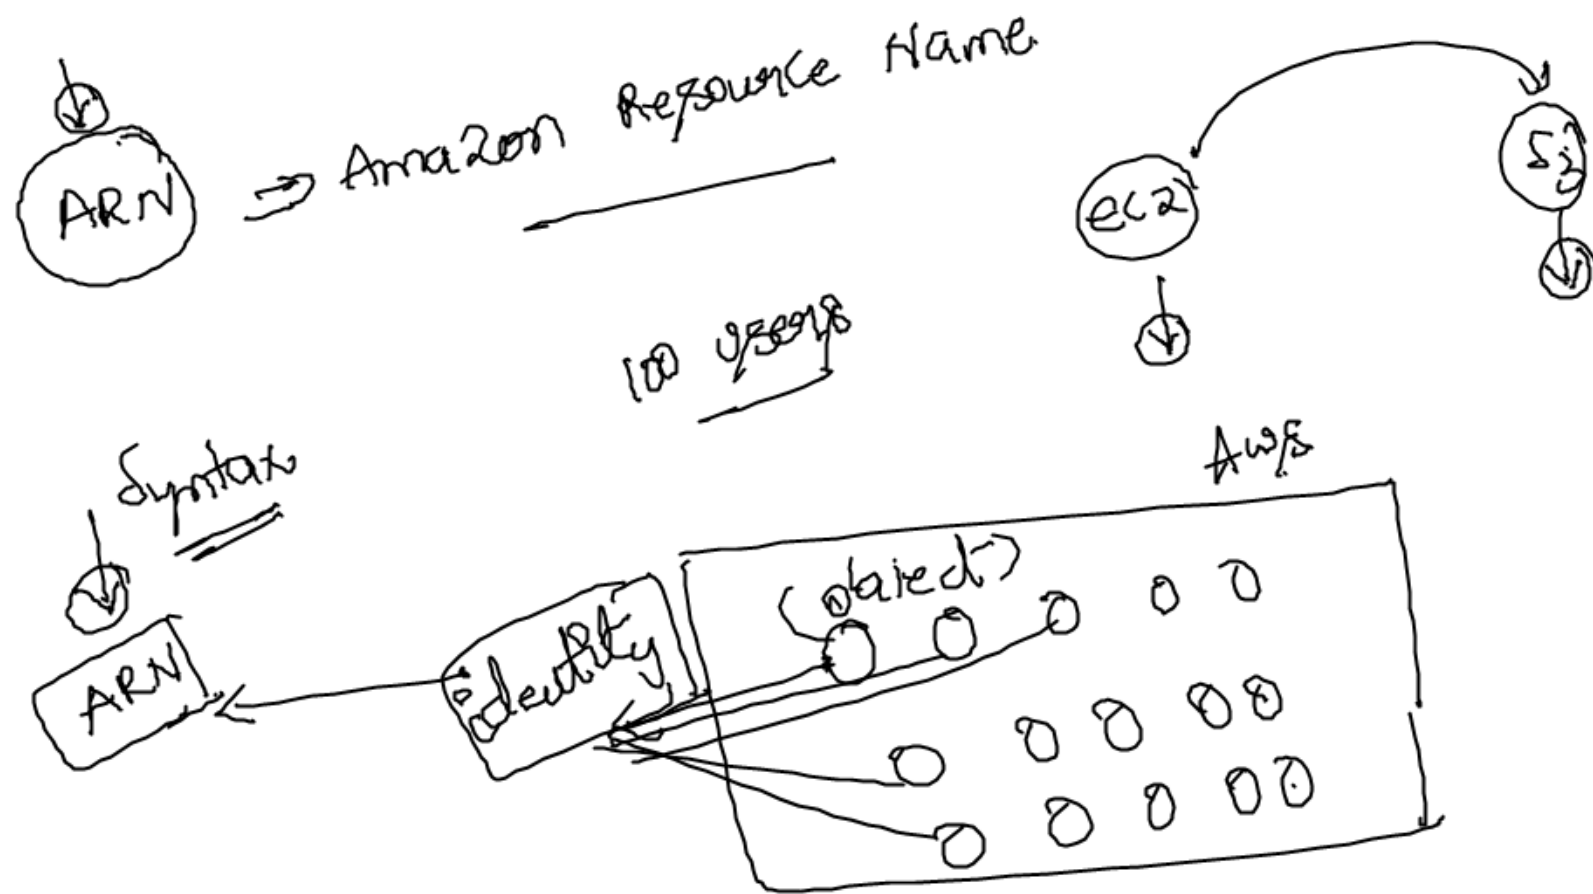 ARN => Amazon Resource Name
ec2
S3
100 users
Syntax
Aws
(object)
identity
ARN